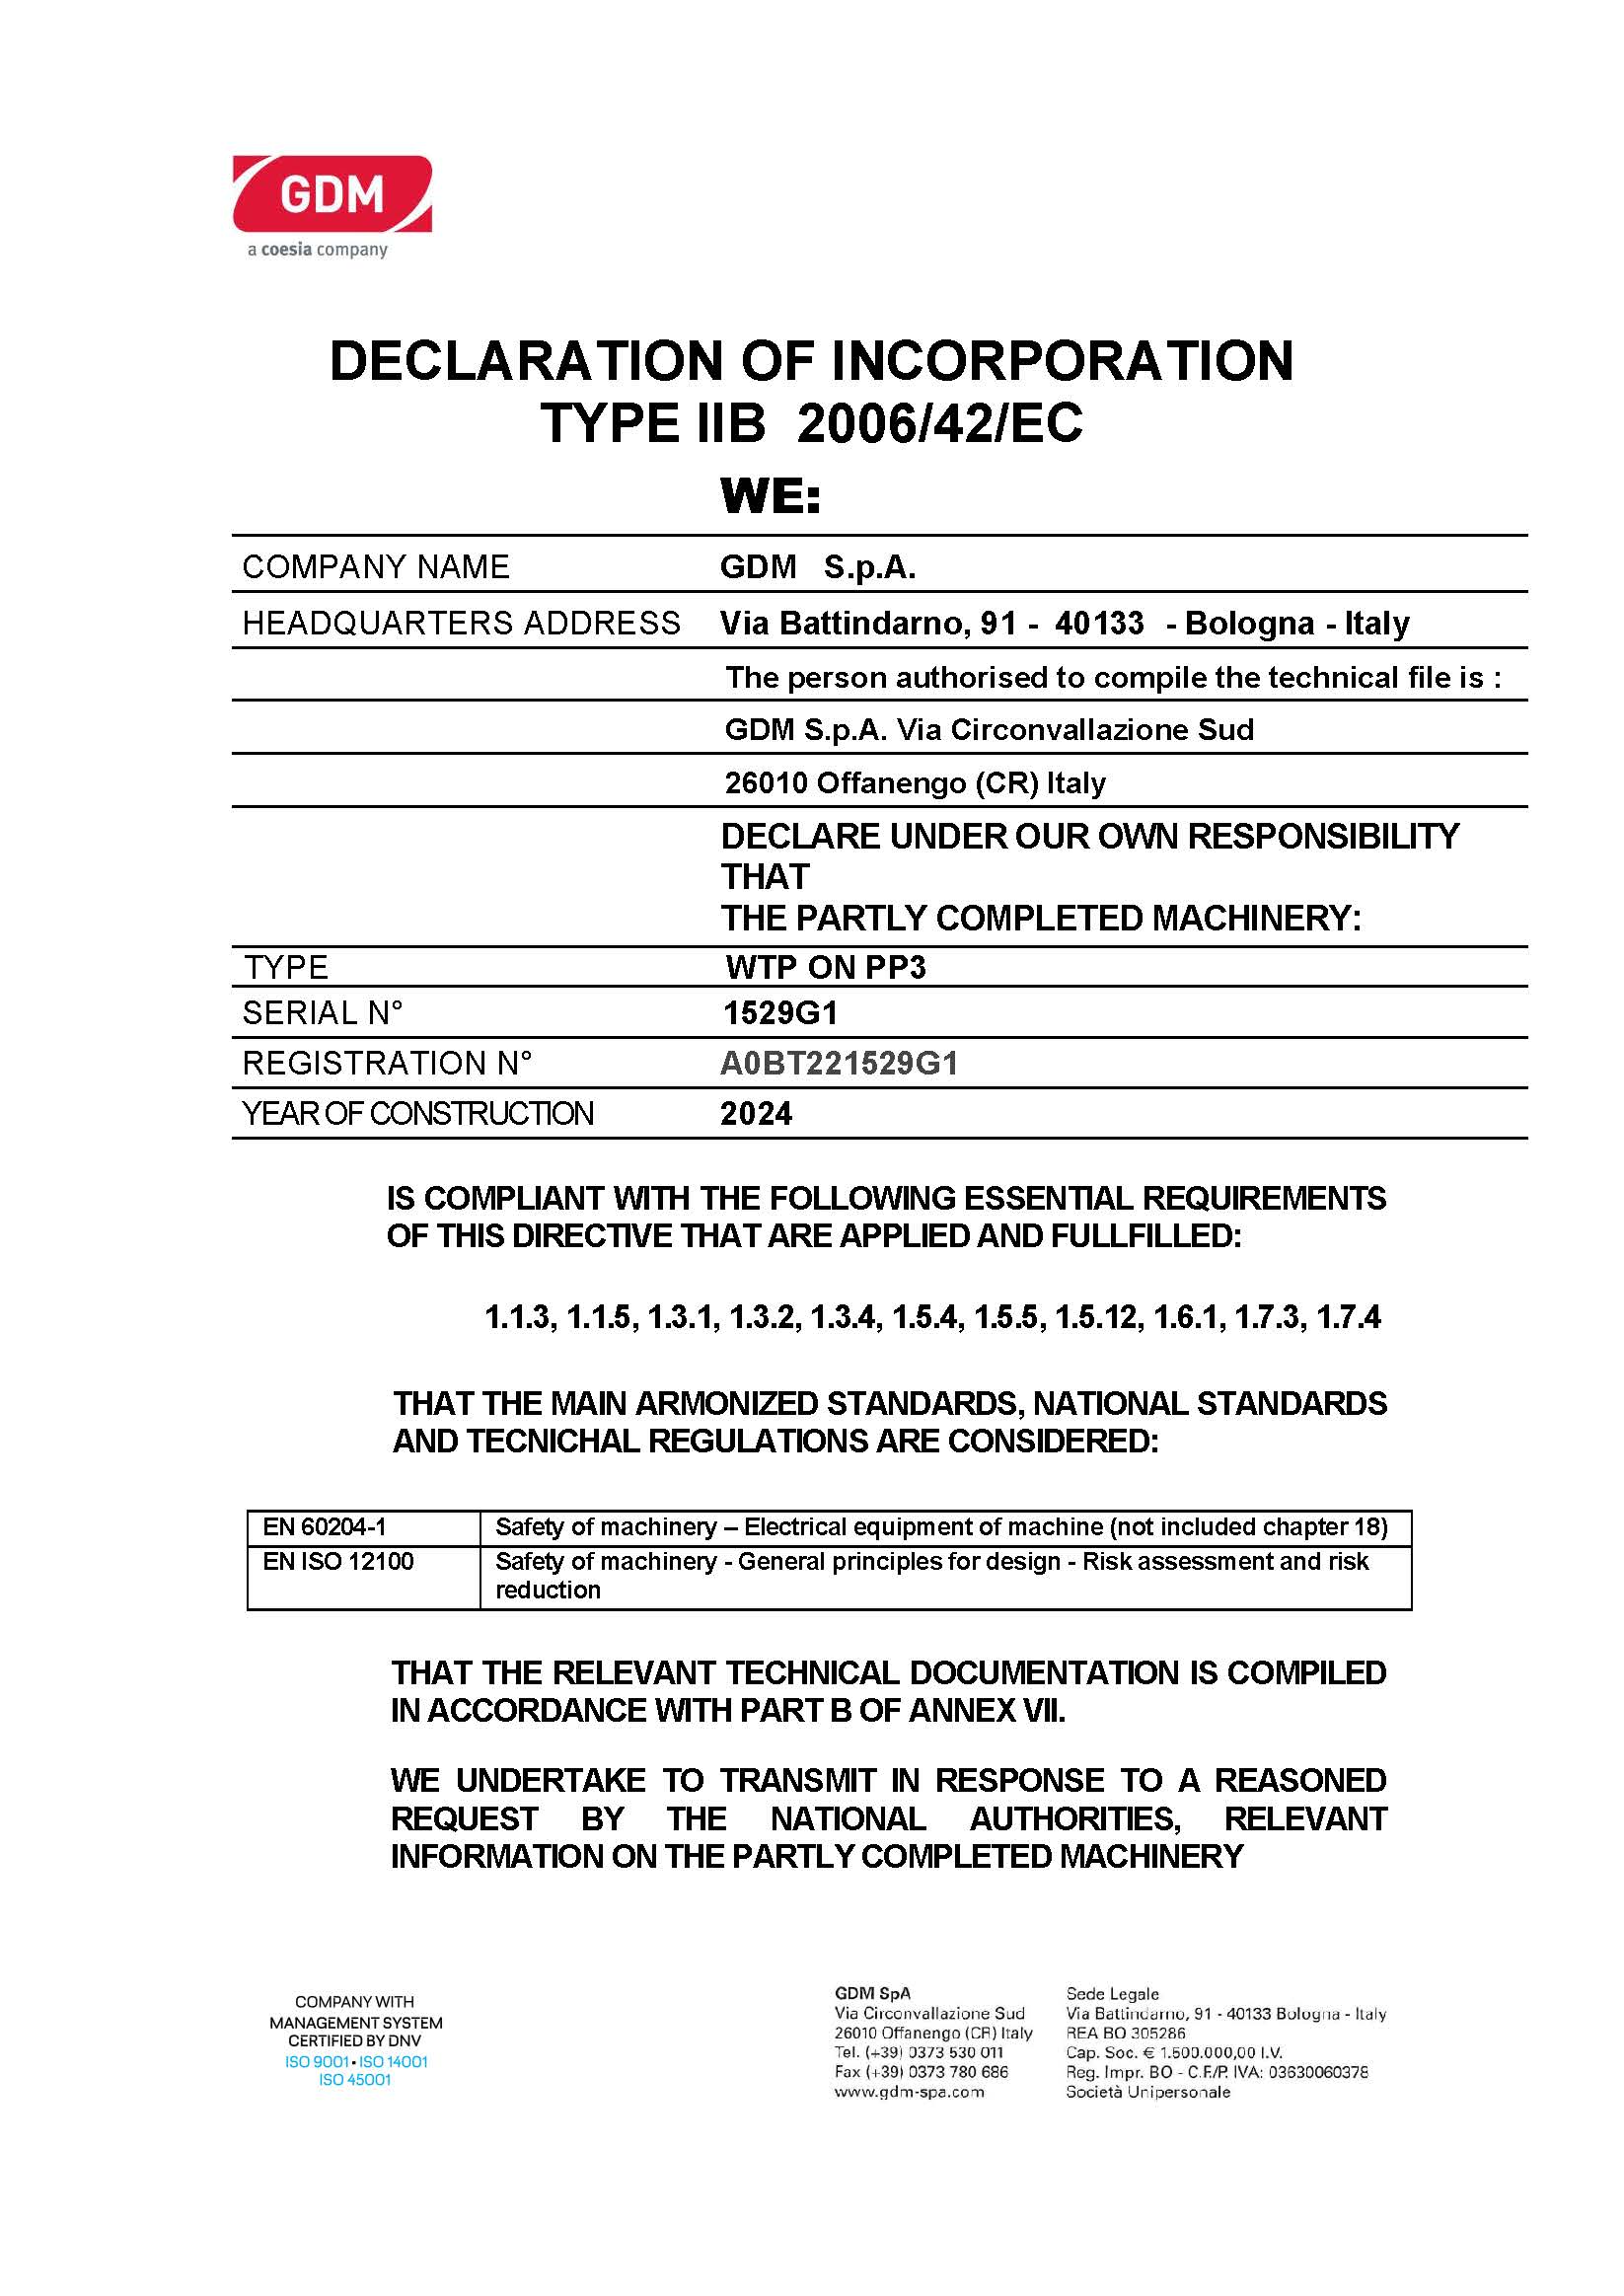 GDM
a coesia company
DECLARATION OF INCORPORATION
TYPE IIB 2006/42/EC
WE:
COMPANY NAME GDM S.p.A.
HEADQUARTERS ADDRESS Via Battindarno, 91 - 40133 - Bologna - Italy
The person authorised to compile the technical file is :
GDM S.p.A. Via Circonvallazione Sud
26010 Offanengo (CR) Italy
DECLARE UNDER OUR OWN RESPONSIBILITY
THAT
THE PARTLY COMPLETED MACHINERY:
TYPE WTP ON PP3
SERIAL N° 1529G1
REGISTRATION N° A0BT221529G1
YEAR OF CONSTRUCTION 2024
IS COMPLIANT WITH THE FOLLOWING ESSENTIAL REQUIREMENTS
OF THIS DIRECTIVE THAT ARE APPLIED AND FULLFILLED:
1.1.3, 1.1.5, 1.3.1, 1.3.2, 1.3.4, 1.5.4, 1.5.5, 1.5.12, 1.6.1, 1.7.3, 1.7.4
THAT THE MAIN ARMONIZED STANDARDS, NATIONAL STANDARDS
AND TECNICHAL REGULATIONS ARE CONSIDERED:
EN 60204-1 Safety of machinery – Electrical equipment of machine (not included chapter 18)
EN ISO 12100 Safety of machinery - General principles for design - Risk assessment and risk
reduction
THAT THE RELEVANT TECHNICAL DOCUMENTATION IS COMPILED
IN ACCORDANCE WITH PART B OF ANNEX VII.
WE UNDERTAKE TO TRANSMIT IN RESPONSE TO A REASONED
REQUEST BY THE NATIONAL AUTHORITIES, RELEVANT
INFORMATION ON THE PARTLY COMPLETED MACHINERY
COMPANY WITH
MANAGEMENT SYSTEM
CERTIFIED BY DNV
ISO 9001 • ISO 14001
ISO 45001
GDM SpA
Via Circonvallazione Sud
26010 Offanengo (CR) Italy
Tel. (+39) 0373 530 011
Fax (+39) 0373 780 686
www.gdm-spa.com
Sede Legale
Via Battindarno, 91 - 40133 Bologna - Italy
REA BO 305286
Cap. Soc. € 1.500.000,00 I.V.
Reg. Impr. BO - C.F./P. IVA: 03630060378
Società Unipersonale